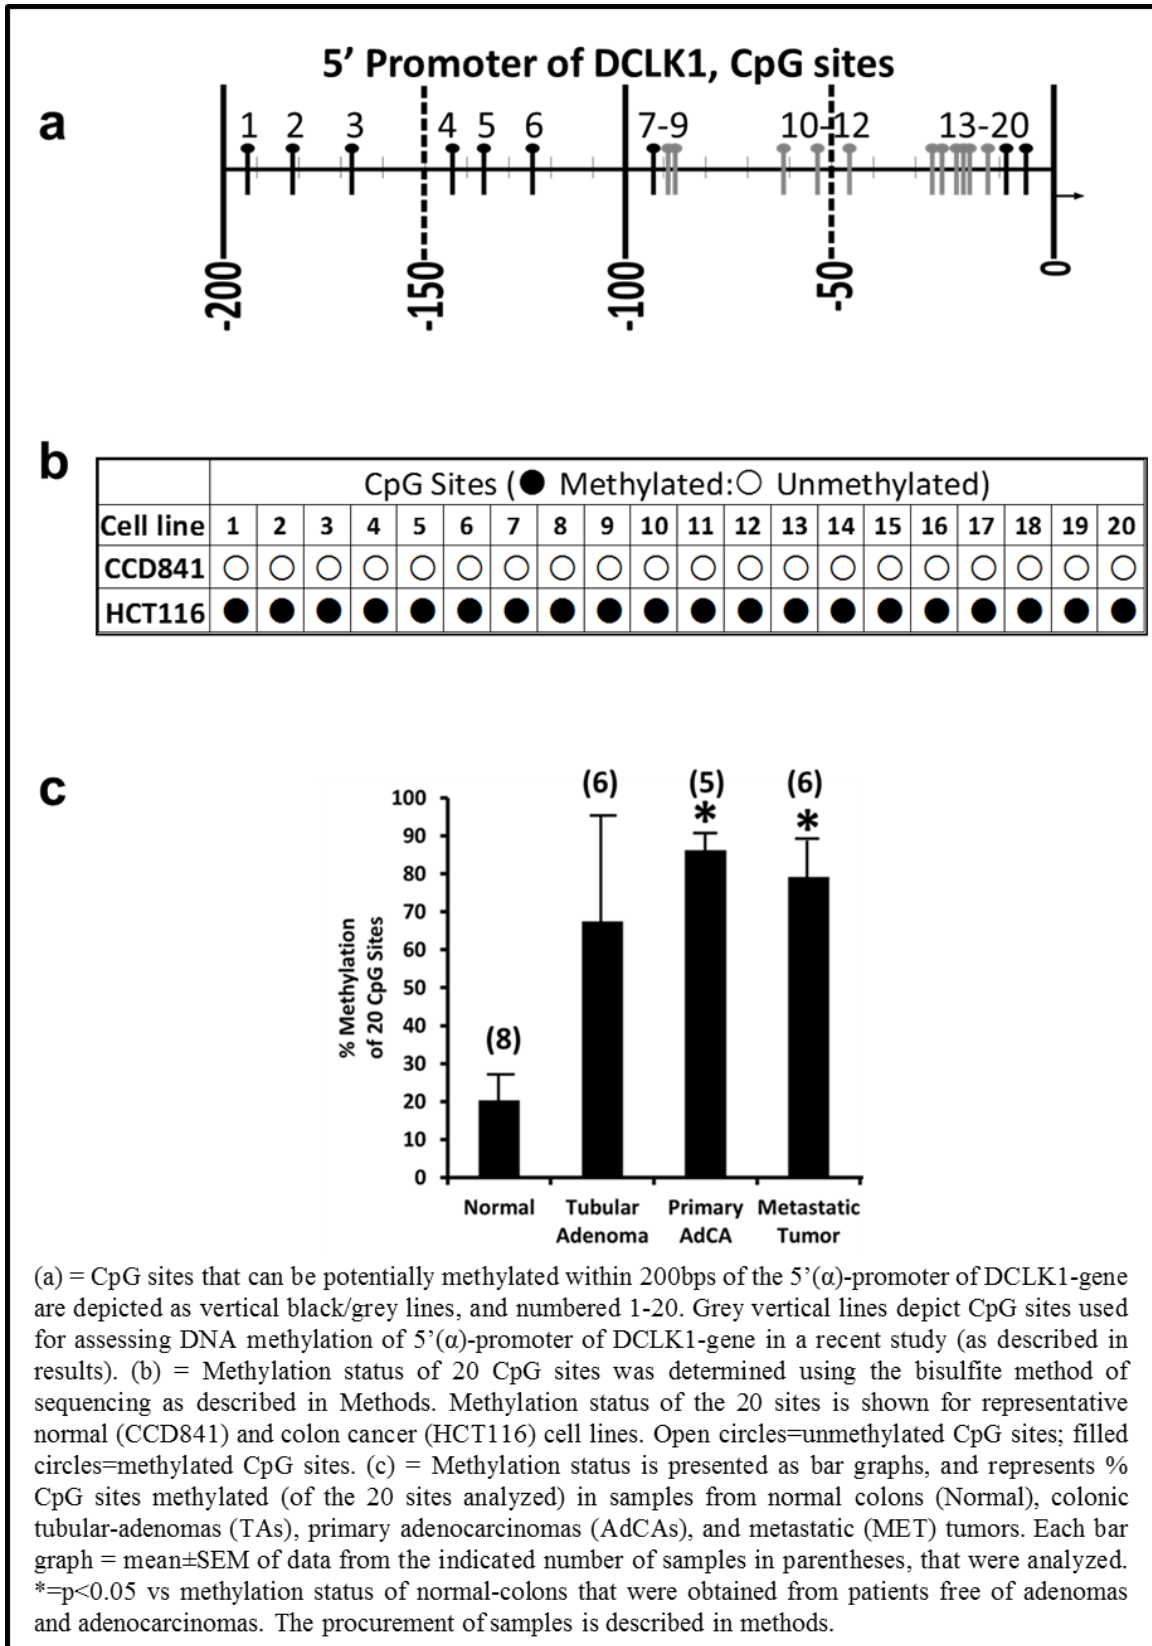 5’ Promoter of DCLK1, CpG sites
a
1 2 3 4 5 6 7-9 10-12 13-20
-200 -150 -100 -50 0
b
CpG Sites (● Methylated:○ Unmethylated)
Cell line 1 2 3 4 5 6 7 8 9 10 11 12 13 14 15 16 17 18 19 20
CCD841 ○ ○ ○ ○ ○ ○ ○ ○ ○ ○ ○ ○ ○ ○ ○ ○ ○ ○ ○ ○
HCT116 ● ● ● ● ● ● ● ● ● ● ● ● ● ● ● ● ● ● ● ●
c
% Methylation
of 20 CpG Sites
100
90
80
70
60
50
40
30
20
10
0
(8) (6) (5) (6)
* *
Normal
Tubular
Adenoma
Primary
AdCA
Metastatic
Tumor
(a) = CpG sites that can be potentially methylated within 200bps of the 5’(α)-promoter of DCLK1-gene
are depicted as vertical black/grey lines, and numbered 1-20. Grey vertical lines depict CpG sites used
for assessing DNA methylation of 5’(α)-promoter of DCLK1-gene in a recent study (as described in
results). (b) = Methylation status of 20 CpG sites was determined using the bisulfite method of
sequencing as described in Methods. Methylation status of the 20 sites is shown for representative
normal (CCD841) and colon cancer (HCT116) cell lines. Open circles=unmethylated CpG sites; filled
circles=methylated CpG sites. (c) = Methylation status is presented as bar graphs, and represents %
CpG sites methylated (of the 20 sites analyzed) in samples from normal colons (Normal), colonic
tubular-adenomas (TAs), primary adenocarcinomas (AdCAs), and metastatic (MET) tumors. Each bar
graph = mean±SEM of data from the indicated number of samples in parentheses, that were analyzed.
*=p<0.05 vs methylation status of normal-colons that were obtained from patients free of adenomas
and adenocarcinomas. The procurement of samples is described in methods.